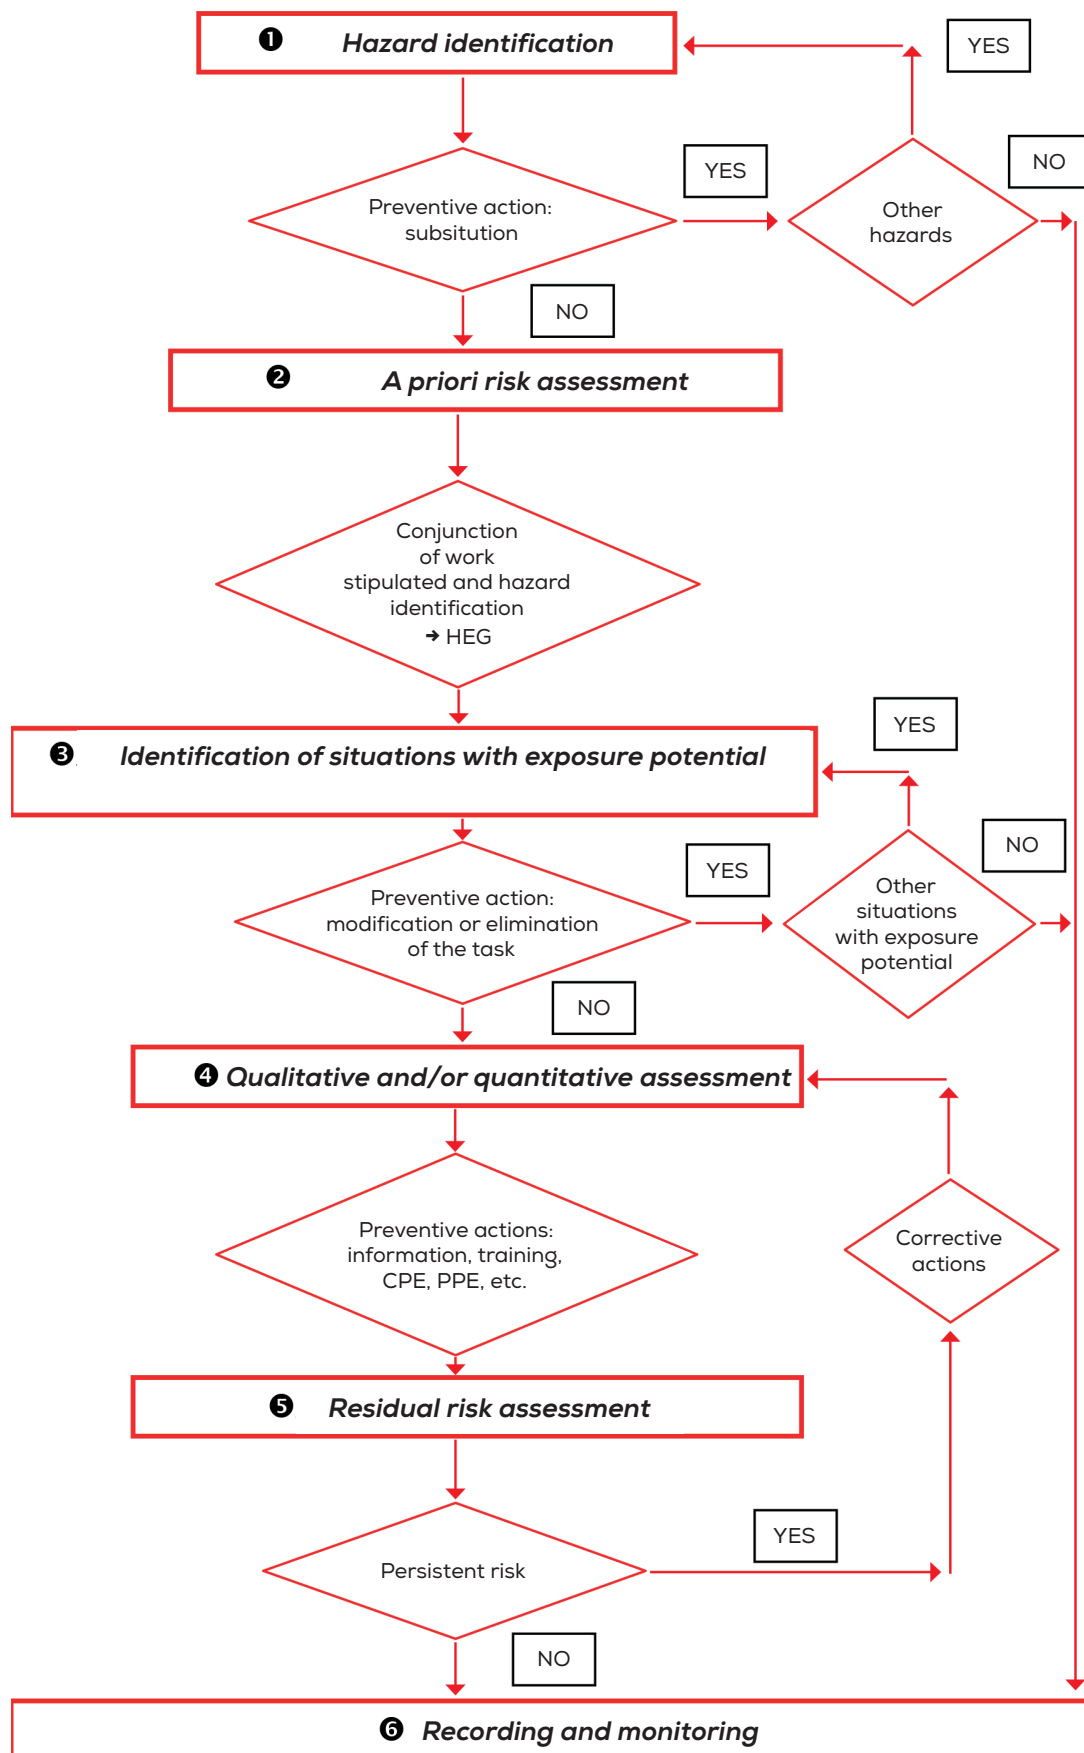 ❶ Hazard identification
YES
Preventive action:
subsitution
YES
Other
hazards
NO
NO
❷ A priori risk assessment
Conjunction
of work
stipulated and hazard
identification
→ HEG
❸ Identification of situations with exposure potential
YES
Preventive action:
modification or elimination
of the task
YES
Other
situations
with exposure
potential
NO
NO
❹ Qualitative and/or quantitative assessment
Preventive actions:
information, training,
CPE, PPE, etc.
Corrective
actions
❺ Residual risk assessment
Persistent risk
YES
NO
❻ Recording and monitoring